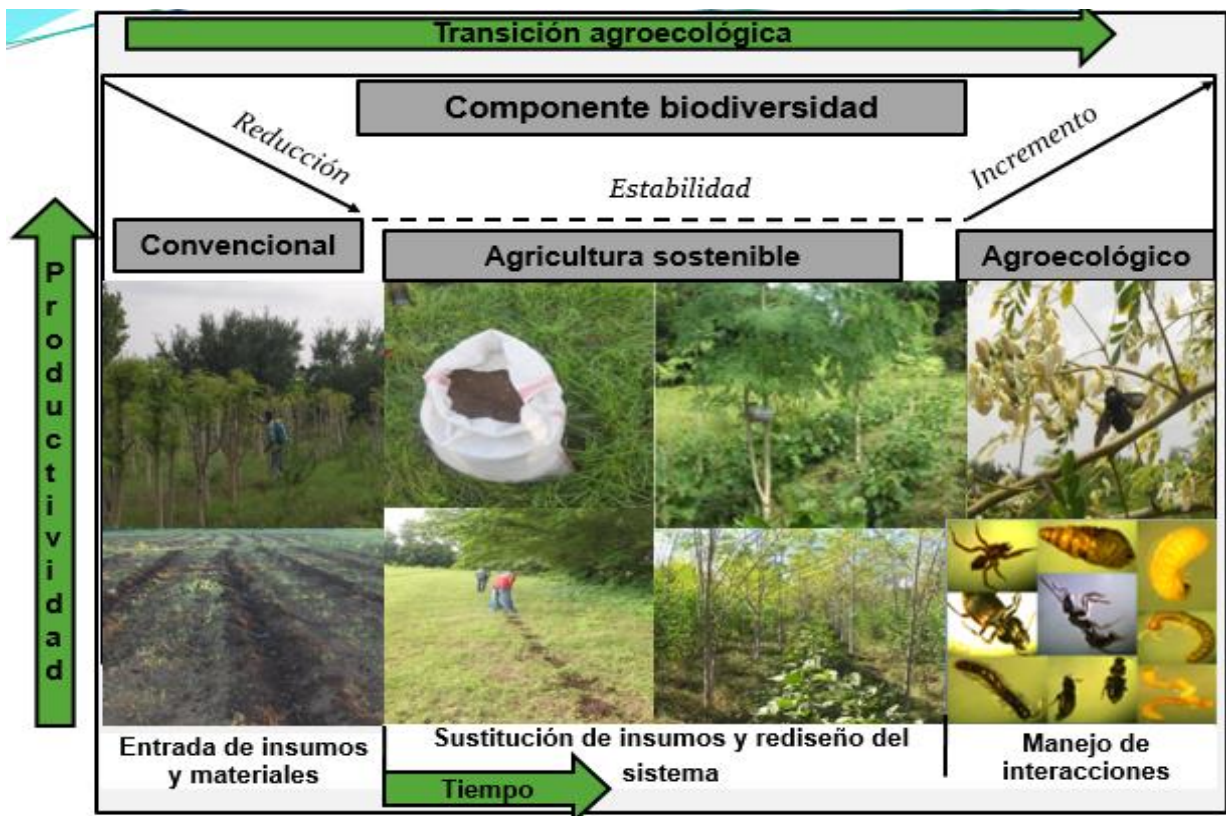 Transición agroecológica
Componente biodiversidad
Reducción
Estabilidad
Incremento
Convencional
Agricultura sostenible
Agroecológico
Productividad
Entrada de insumos
y materiales
Sustitución de insumos y rediseño del
sistema
Manejo de
interacciones
Tiempo